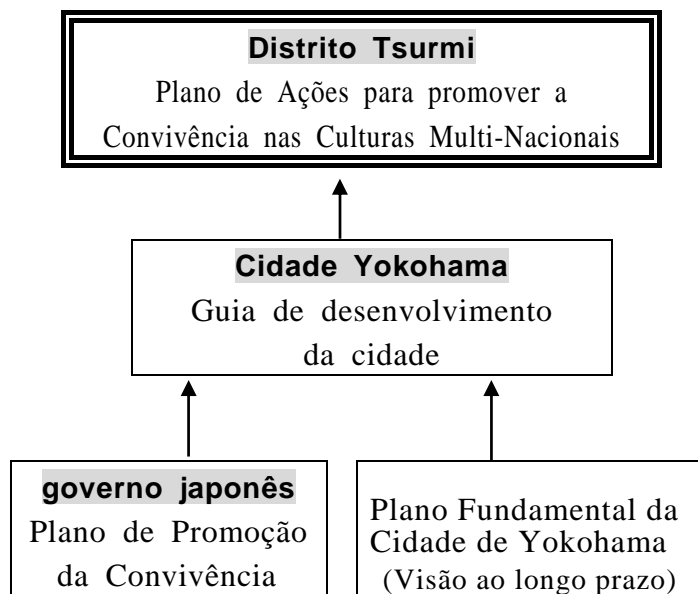 Distrito Tsurmi
Plano de Ações para promover a
Convivência nas Culturas Multi-Nacionais
Cidade Yokohama
Guia de desenvolvimento
da cidade
governo japonês
Plano de Promoção
da Convivência
Plano Fundamental da
Cidade de Yokohama
(Visão ao longo prazo)